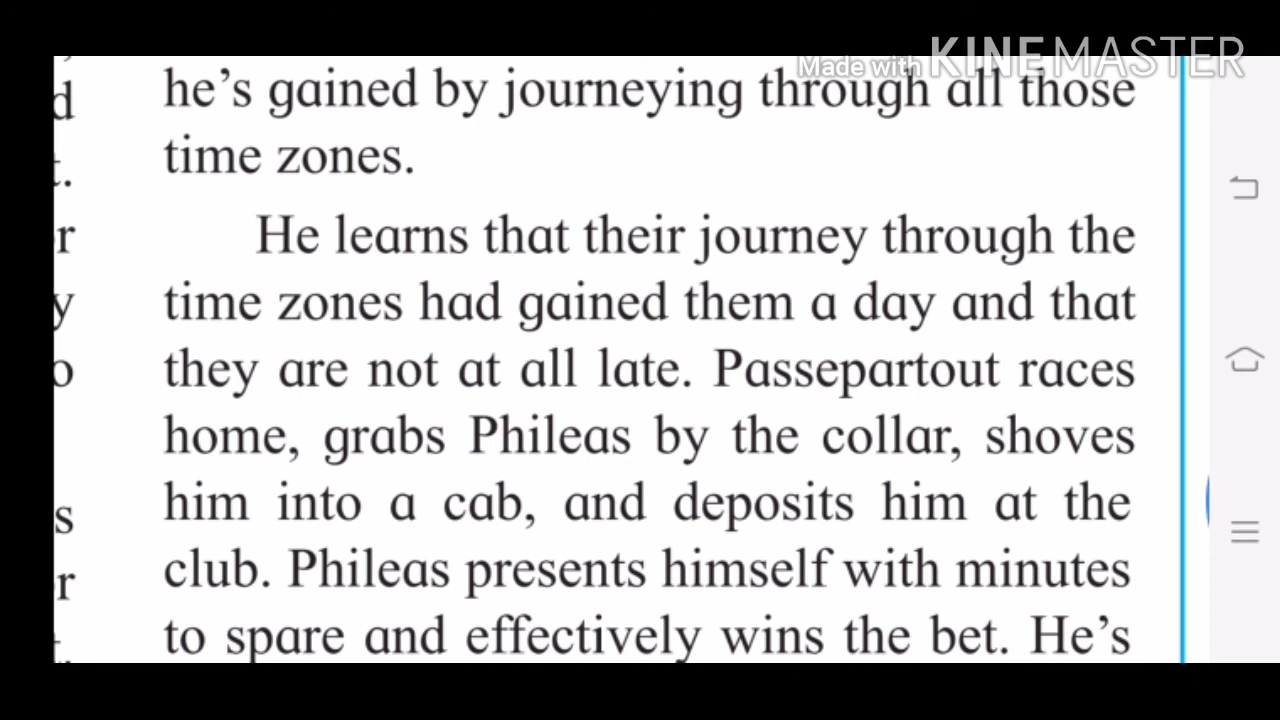 Made with KINEMASTER
he's gained by journeying through all those
time zones.
He learns that their journey through the
time zones had gained them a day and that
they are not at all late. Passepartout races
home, grabs Phileas by the collar, shoves
him into a cab, and deposits him at the
club. Phileas presents himself with minutes
to spare and effectively wins the bet. He's